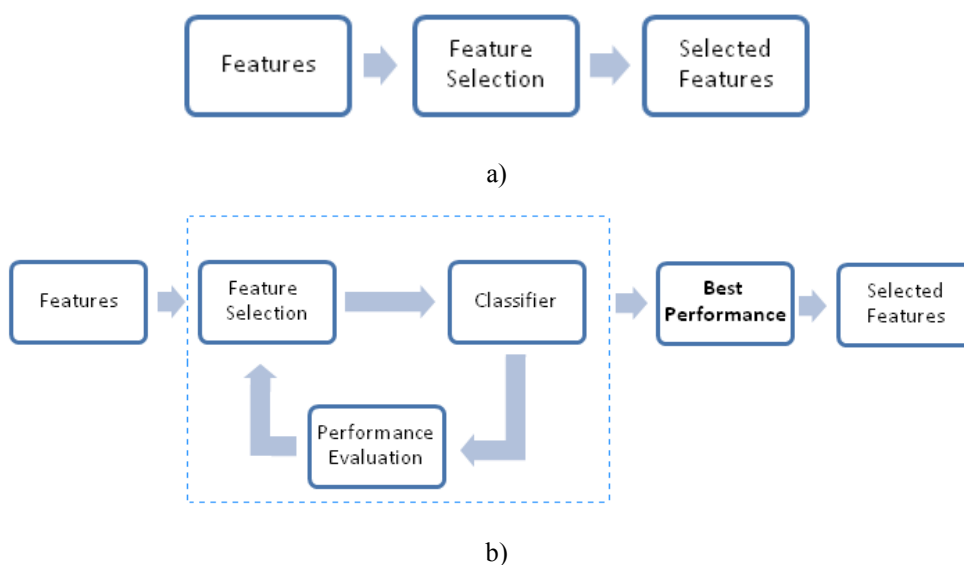 Features
Feature
Selection
Selected
Features
a)
Features
Feature
Selection
Classifier
Best
Performance
Selected
Features
Performance
Evaluation
b)